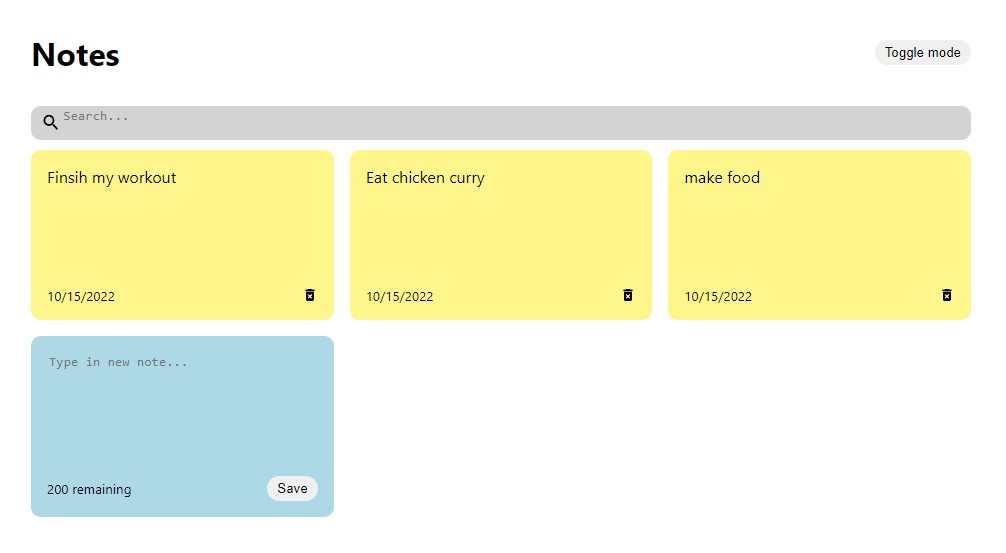 Notes
Toggle mode
Search...
Finsih my workout
Eat chicken curry
make food
10/15/2022
10/15/2022
10/15/2022
Type in new note...
200 remaining
Save